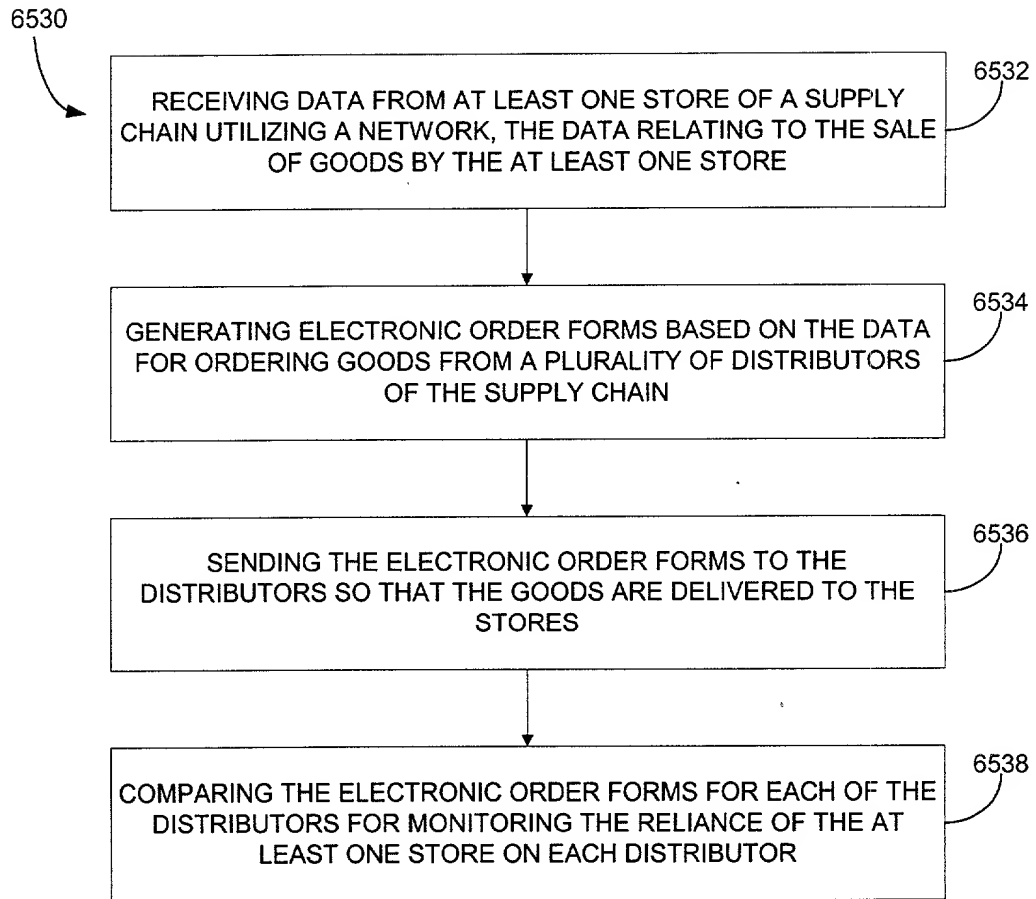 6530
6532
RECEIVING DATA FROM AT LEAST ONE STORE OF A SUPPLY
CHAIN UTILIZING A NETWORK, THE DATA RELATING TO THE SALE
OF GOODS BY THE AT LEAST ONE STORE
6534
GENERATING ELECTRONIC ORDER FORMS BASED ON THE DATA
FOR ORDERING GOODS FROM A PLURALITY OF DISTRIBUTORS
OF THE SUPPLY CHAIN
6536
SENDING THE ELECTRONIC ORDER FORMS TO THE
DISTRIBUTORS SO THAT THE GOODS ARE DELIVERED TO THE
STORES
6538
COMPARING THE ELECTRONIC ORDER FORMS FOR EACH OF THE
DISTRIBUTORS FOR MONITORING THE RELIANCE OF THE AT
LEAST ONE STORE ON EACH DISTRIBUTOR